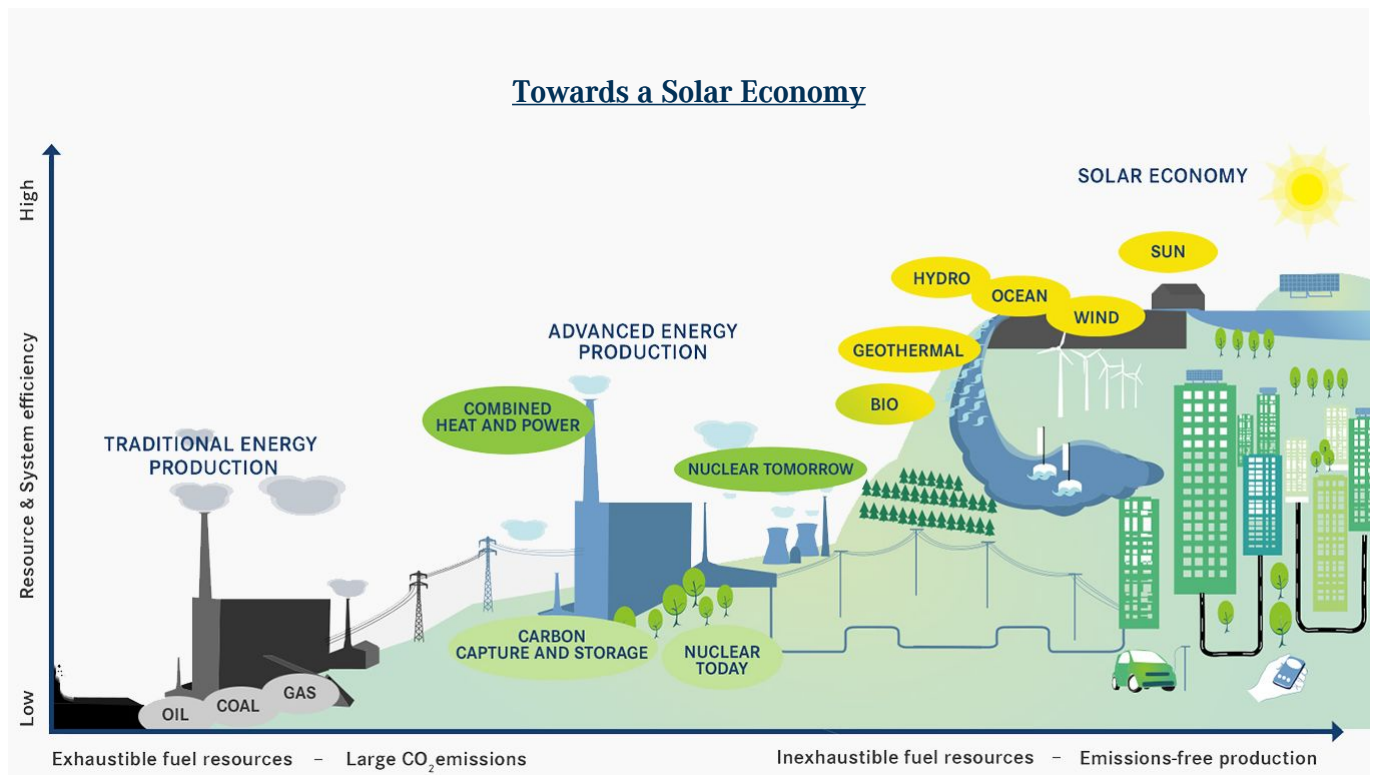 Towards a Solar Economy
High
Resource & System efficiency
Low
SOLAR ECONOMY
SUN
HYDRO
OCEAN
WIND
GEOTHERMAL
BIO
ADVANCED ENERGY
PRODUCTION
COMBINED
HEAT AND POWER
NUCLEAR TOMORROW
CARBON
CAPTURE AND STORAGE
NUCLEAR
TODAY
TRADITIONAL ENERGY
PRODUCTION
OIL
COAL
GAS
Exhaustible fuel resources – Large CO₂ emissions
Inexhaustible fuel resources – Emissions-free production